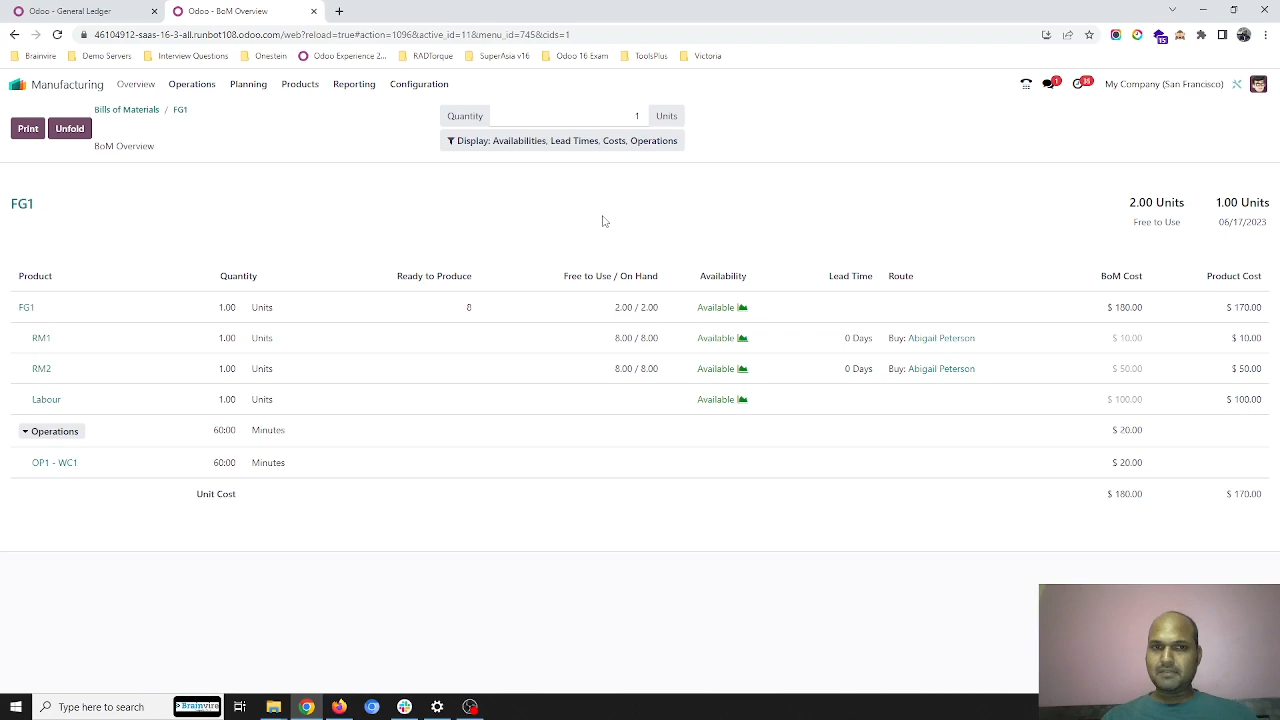 Odoo - General Ledger
Odoo - BoM Overview
46104912-saas-16-3-all.runbot108.odoo.com/web?reload=true#action=1096&active_id=11&menu_id=745&cids=1
15
Brainvire Demo Servers Interview Questions Onestein Odoo Experience 2... RADTorque SuperAsia v16 Odoo 16 Exam ToolsPlus Victoria
Manufacturing Overview Operations Planning Products Reporting Configuration 1 My Company (San Francisco)
Bills of Materials / FG1
Print Unfold
BoM Overview
Quantity 1 Units
Display: Availabilities, Lead Times, Costs, Operations
FG1
2.00 Units 1.00 Units
Free to Use 06/17/2023
Product Quantity Ready to Produce Free to Use / On Hand Availability Lead Time Route BoM Cost Product Cost
FG1 1.00 Units 8 2.00 / 2.00 Available $ 180.00 $ 170.00
RM1 1.00 Units 8.00 / 8.00 Available 0 Days Buy: Abigail Peterson $ 10.00 $ 10.00
RM2 1.00 Units 8.00 / 8.00 Available 0 Days Buy: Abigail Peterson $ 50.00 $ 50.00
Labour 1.00 Units Available $ 100.00 $ 100.00
Operations 60:00 Minutes $ 20.00
OP1 - WC1 60:00 Minutes $ 20.00
Unit Cost $ 180.00 $ 170.00
Type here to search
Brainvire